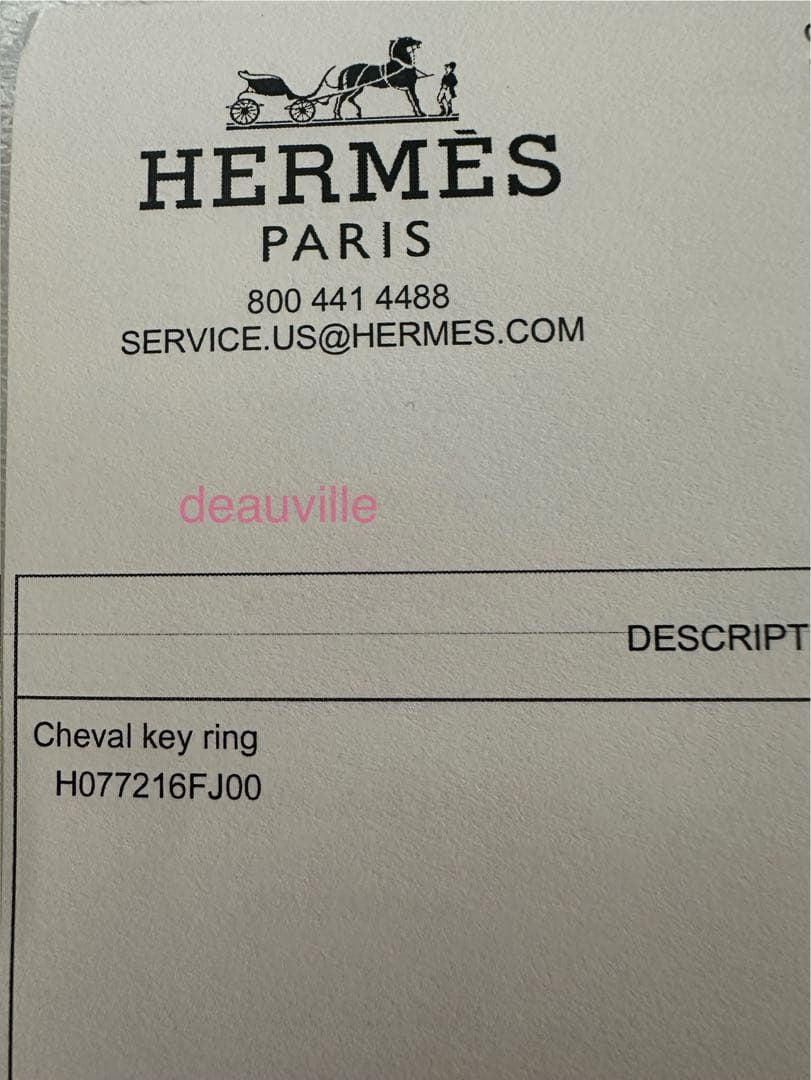 HERMÈS
PARIS
800 441 4488
SERVICE.US@HERMES.COM
deauville
DESCRIPT
Cheval key ring
H077216FJ00